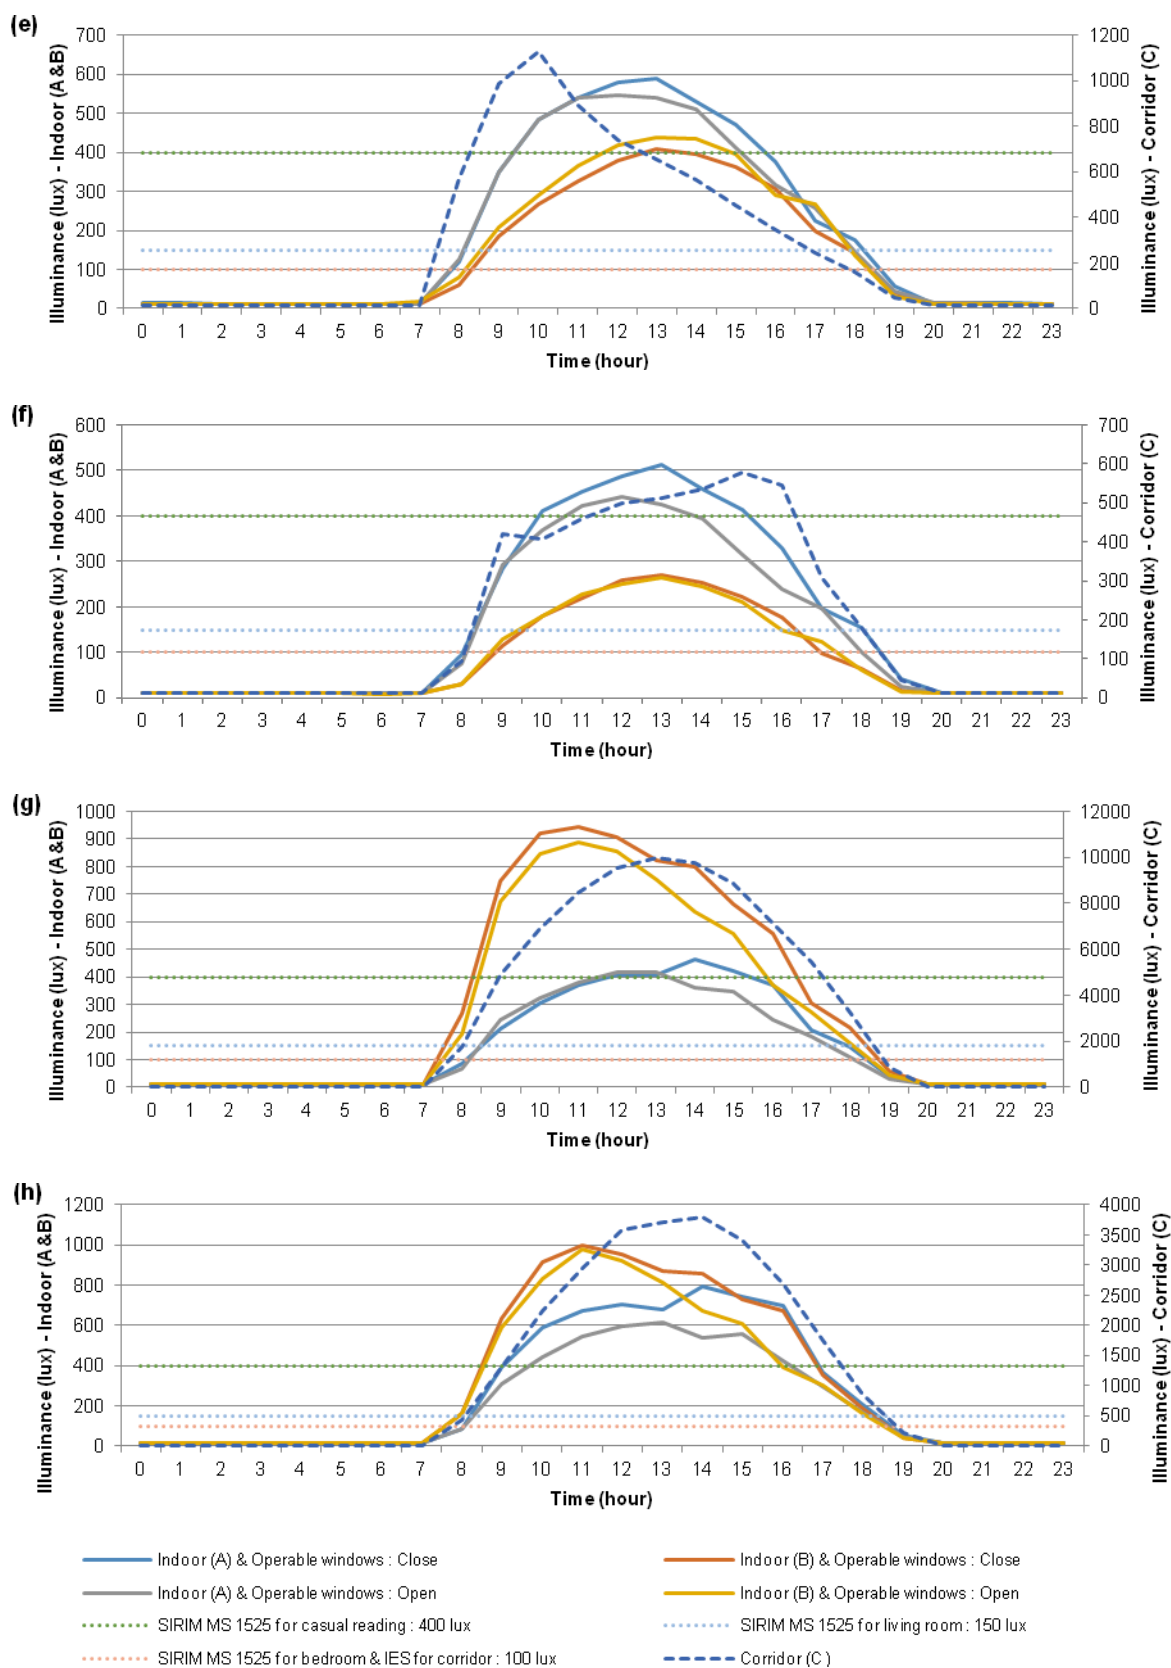 (e)
Illuminance (lux) - Indoor (A&B)
Illuminance (lux) - Corridor (C)
700 1200
600 1000
500 800
400 600
300 400
200 200
100 0
0
0 1 2 3 4 5 6 7 8 9 10 11 12 13 14 15 16 17 18 19 20 21 22 23
Time (hour)
(f)
Illuminance (lux) - Indoor (A&B)
Illuminance (lux) - Corridor (C)
600 700
500 600
400 500
300 400
200 300
100 200
0 100
0
0 1 2 3 4 5 6 7 8 9 10 11 12 13 14 15 16 17 18 19 20 21 22 23
Time (hour)
(g)
Illuminance (lux) - Indoor (A&B)
Illuminance (lux) - Corridor (C)
1000 12000
900 10000
800 8000
700 6000
600 4000
500 2000
400 0
300
200
100
0
0 1 2 3 4 5 6 7 8 9 10 11 12 13 14 15 16 17 18 19 20 21 22 23
Time (hour)
(h)
Illuminance (lux) - Indoor (A&B)
Illuminance (lux) - Corridor (C)
1200 4000
1000 3500
800 3000
600 2500
400 2000
200 1500
0 1000
500
0
0 1 2 3 4 5 6 7 8 9 10 11 12 13 14 15 16 17 18 19 20 21 22 23
Time (hour)
Indoor (A) & Operable windows : Close
Indoor (B) & Operable windows : Close
Indoor (A) & Operable windows : Open
Indoor (B) & Operable windows : Open
SIRIM MS 1525 for casual reading : 400 lux
SIRIM MS 1525 for living room : 150 lux
SIRIM MS 1525 for bedroom & IES for corridor : 100 lux
Corridor (C )